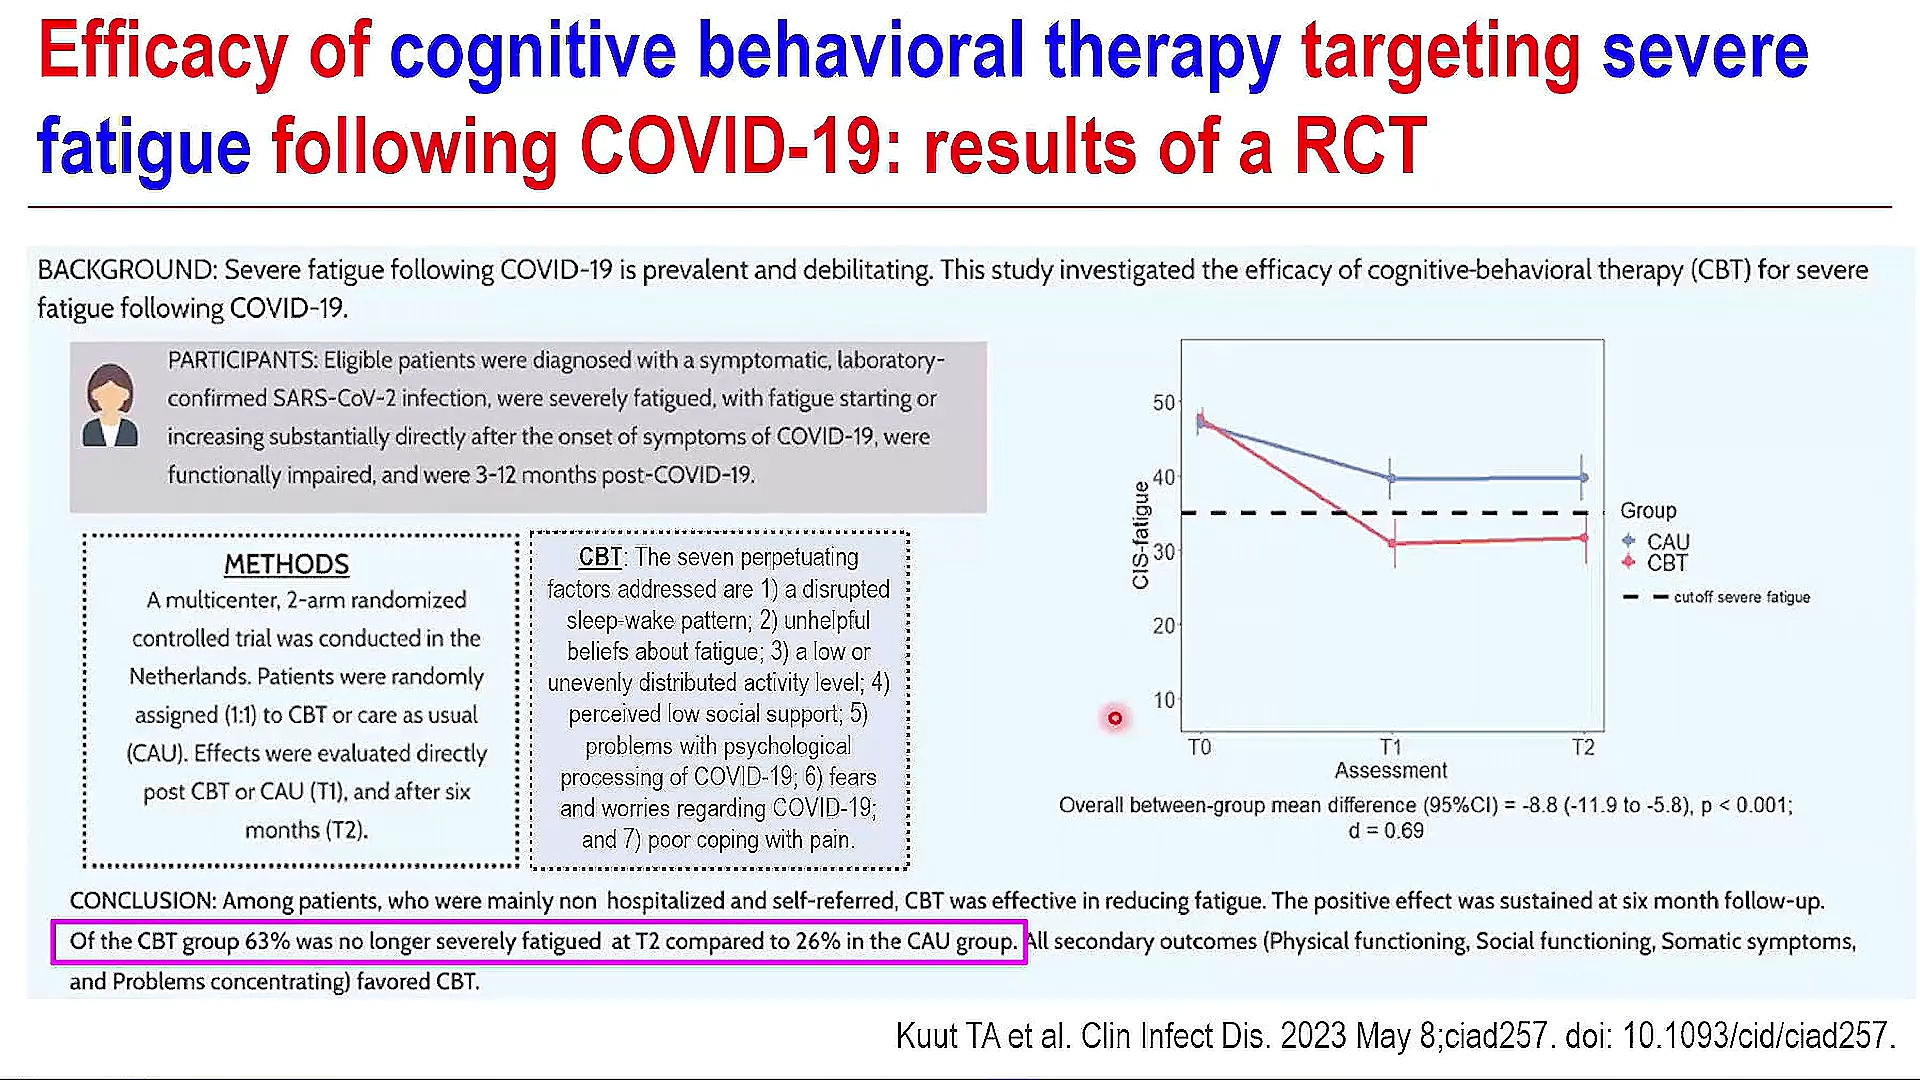 Efficacy of cognitive behavioral therapy targeting severe
fatigue following COVID-19: results of a RCT
BACKGROUND: Severe fatigue following COVID-19 is prevalent and debilitating. This study investigated the efficacy of cognitive-behavioral therapy (CBT) for severe
fatigue following COVID-19.
PARTICIPANTS: Eligible patients were diagnosed with a symptomatic, laboratory-
confirmed SARS-CoV-2 infection, were severely fatigued, with fatigue starting or
increasing substantially directly after the onset of symptoms of COVID-19, were
functionally impaired, and were 3-12 months post-COVID-19.
METHODS
A multicenter, 2-arm randomized
controlled trial was conducted in the
Netherlands. Patients were randomly
assigned (1:1) to CBT or care as usual
(CAU). Effects were evaluated directly
post CBT or CAU (T1), and after six
months (T2).
CBT: The seven perpetuating
factors addressed are 1) a disrupted
sleep-wake pattern; 2) unhelpful
beliefs about fatigue; 3) a low or
unevenly distributed activity level; 4)
perceived low social support; 5)
problems with psychological
processing of COVID-19; 6) fears
and worries regarding COVID-19;
and 7) poor coping with pain.
50
40
30
20
10
CIS-fatigue
T0 T1 T2
Assessment
Group
CAU
CBT
cutoff severe fatigue
Overall between-group mean difference (95%CI) = -8.8 (-11.9 to -5.8), p < 0.001;
d = 0.69
CONCLUSION: Among patients, who were mainly non hospitalized and self-referred, CBT was effective in reducing fatigue. The positive effect was sustained at six month follow-up.
Of the CBT group 63% was no longer severely fatigued at T2 compared to 26% in the CAU group. All secondary outcomes (Physical functioning, Social functioning, Somatic symptoms,
and Problems concentrating) favored CBT.
Kuut TA et al. Clin Infect Dis. 2023 May 8;ciad257. doi: 10.1093/cid/ciad257.